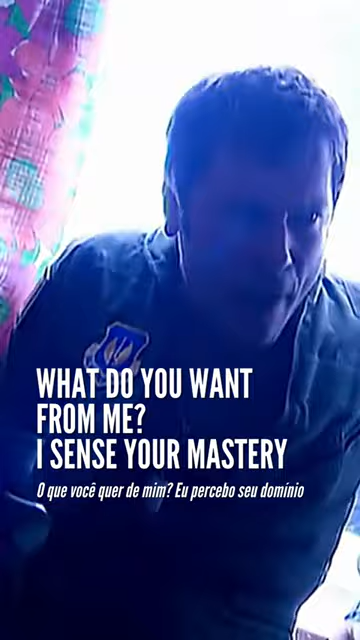 WHAT DO YOU WANT
FROM ME?
I SENSE YOUR MASTERY
O que você quer de mim? Eu percebo seu domínio